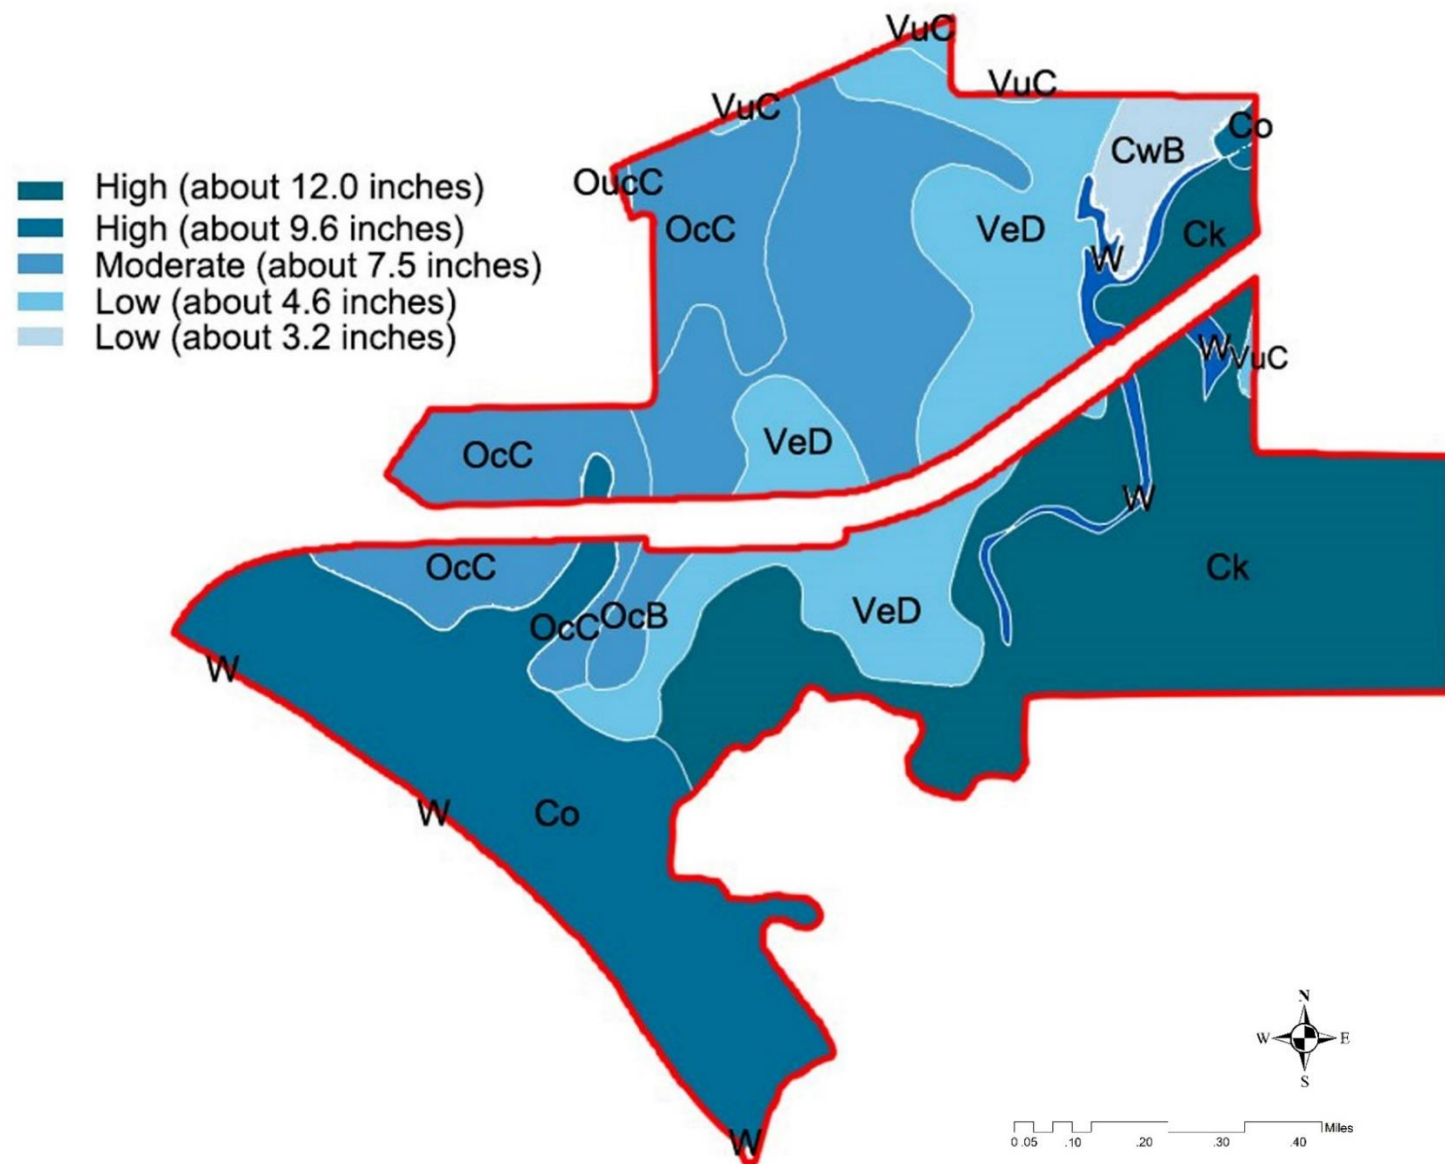 VuC
VuC
VuC
Co
CwB
High (about 12.0 inches)
OucC
High (about 9.6 inches)
OcC
VeD
Ck
Moderate (about 7.5 inches)
W
Low (about 4.6 inches)
Low (about 3.2 inches)
W
VuC
OcC
VeD
W
OcC
Ck
OcC
OcB
VeD
W
W
Co
N
W
E
S
W
Miles
0 .05 .10 .20 .30 .40